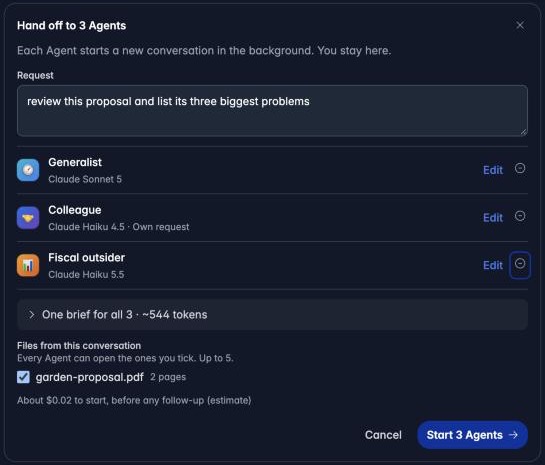 Hand off to 3 Agents
Each Agent starts a new conversation in the background. You stay here.
Request
review this proposal and list its three biggest problems
Generalist
Claude Sonnet 5
Edit
Colleague
Claude Haiku 4.5 · Own request
Edit
Fiscal outsider
Claude Haiku 5.5
Edit
One brief for all 3 · ~544 tokens
Files from this conversation
Every Agent can open the ones you tick. Up to 5.
garden-proposal.pdf 2 pages
About $0.02 to start, before any follow-up (estimate)
Cancel
Start 3 Agents →